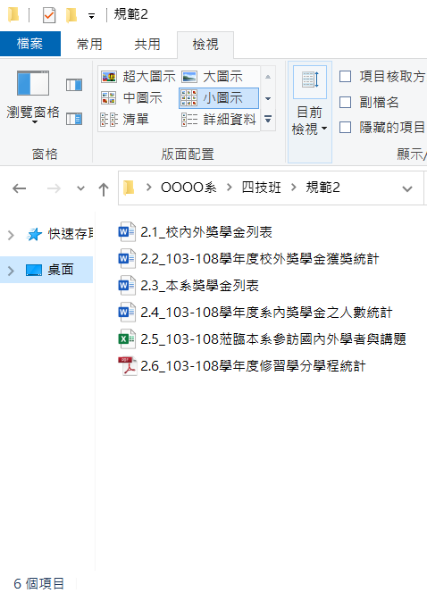 規範2
檔案 常用 共用 檢視
超大圖示 大圖示 項目核取方
瀏覽窗格 中圖示 小圖示 目前檢視 副檔名
清單 詳細資料 隱藏的項目
窗格 版面配置 顯示/
OOOO系 四技班 規範2
快速存取
桌面
2.1_校內外獎學金列表
2.2_103-108學年度校外獎學金獲獎統計
2.3_本系獎學金列表
2.4_103-108學年度系內獎學金之人數統計
2.5_103-108蒞臨本系參訪國內外學者與講題
2.6_103-108學年度修習學分學程統計
6 個項目